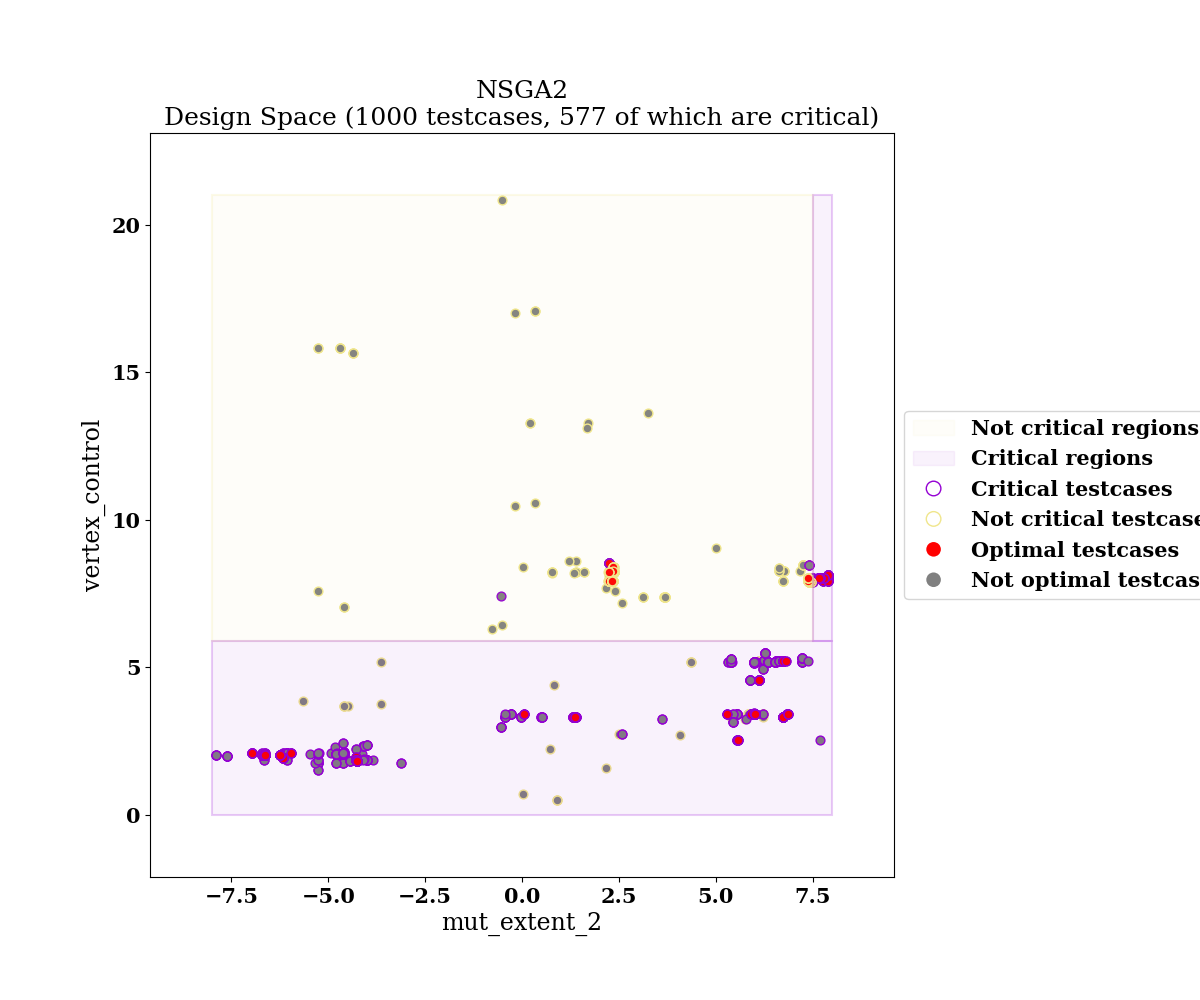 NSGA2
Design Space (1000 testcases, 577 of which are critical)
20
15
10
5
0
vertex_control
−7.5 −5.0 −2.5 0.0 2.5 5.0 7.5
mut_extent_2
Not critical regions
Critical regions
Critical testcases
Not critical testcase
Optimal testcases
Not optimal testcas